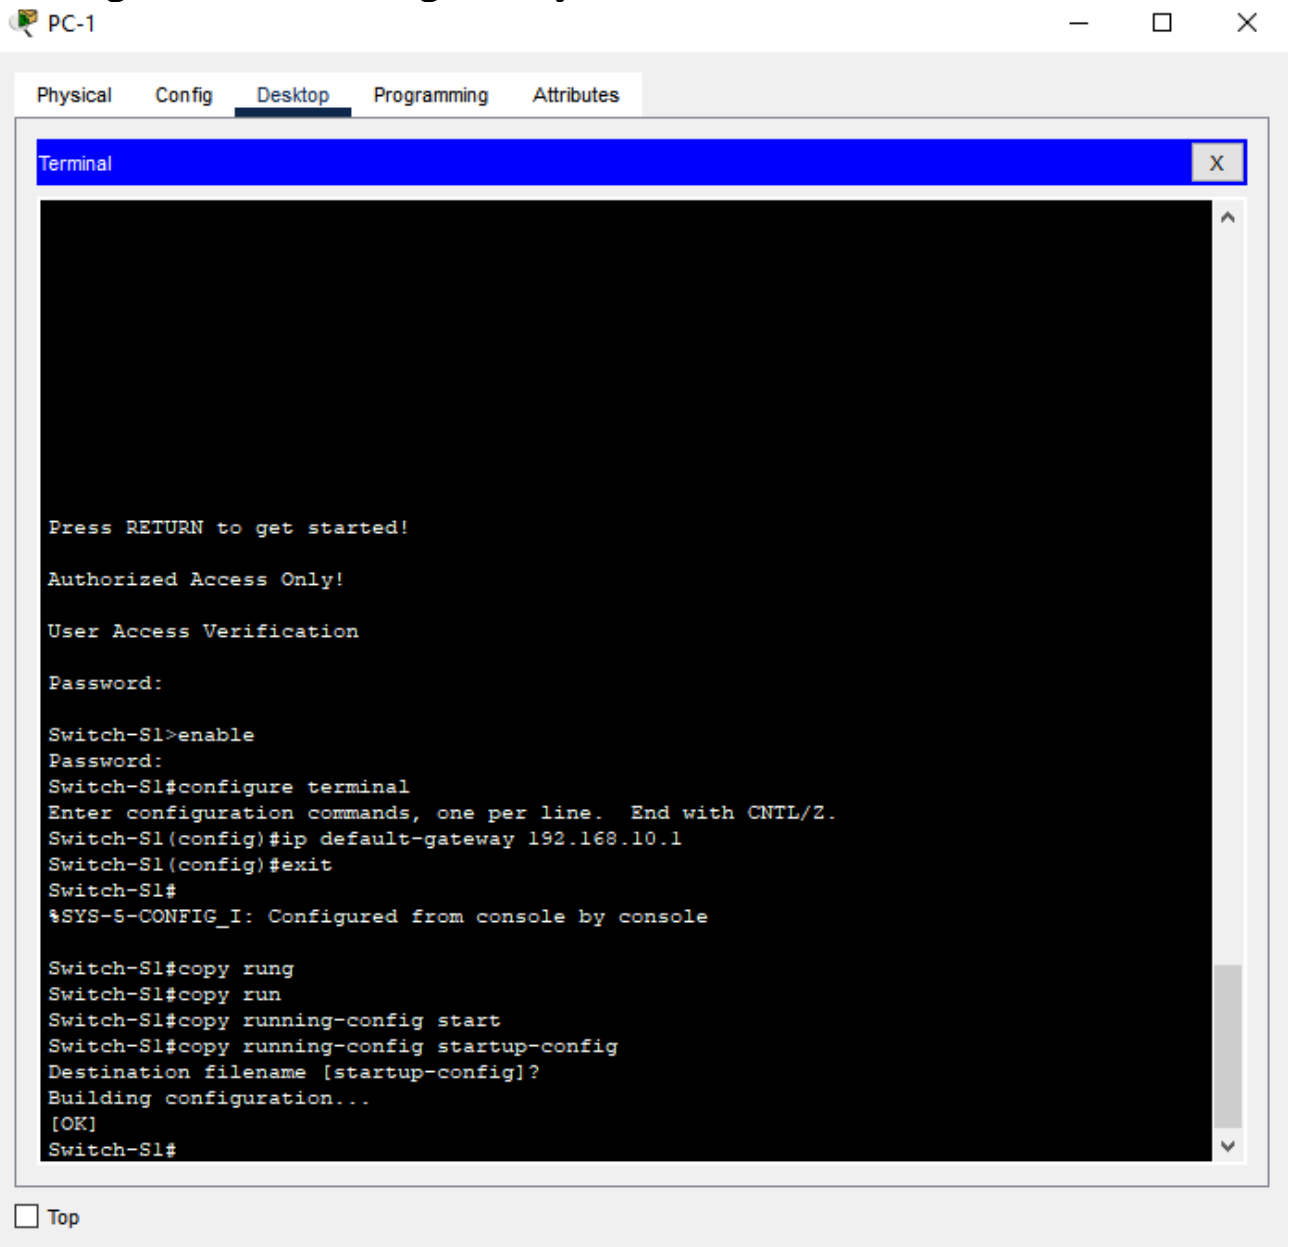 PC-1
Physical Config Desktop Programming Attributes
Terminal X
Press RETURN to get started!
Authorized Access Only!
User Access Verification
Password:
Switch-S1>enable
Password:
Switch-S1#configure terminal
Enter configuration commands, one per line.  End with CNTL/Z.
Switch-S1(config)#ip default-gateway 192.168.10.1
Switch-S1(config)#exit
Switch-S1#
%SYS-5-CONFIG_I: Configured from console by console
Switch-S1#copy rung
Switch-S1#copy run
Switch-S1#copy running-config start
Switch-S1#copy running-config startup-config
Destination filename [startup-config]?
Building configuration...
[OK]
Switch-S1#
Top